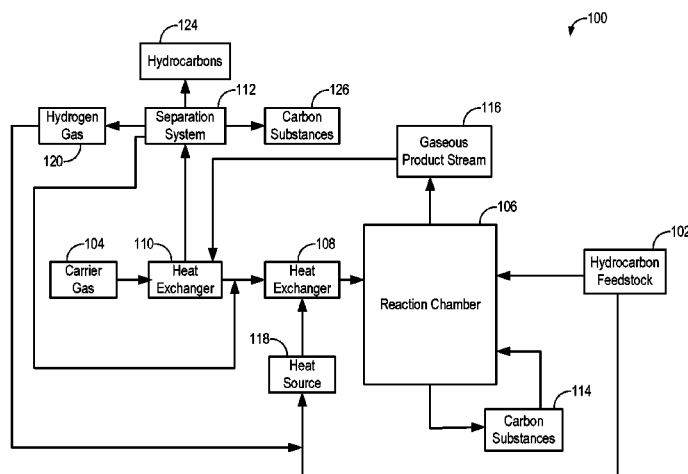 100
124
Hydrocarbons
112
126
116
Hydrogen
Gas
Separation
System
Carbon
Substances
Gaseous
Product Stream
120
106
104
110
108
102
Carrier
Gas
Heat
Exchanger
Heat
Exchanger
Reaction Chamber
Hydrocarbon
Feedstock
118
Heat
Source
114
Carbon
Substances